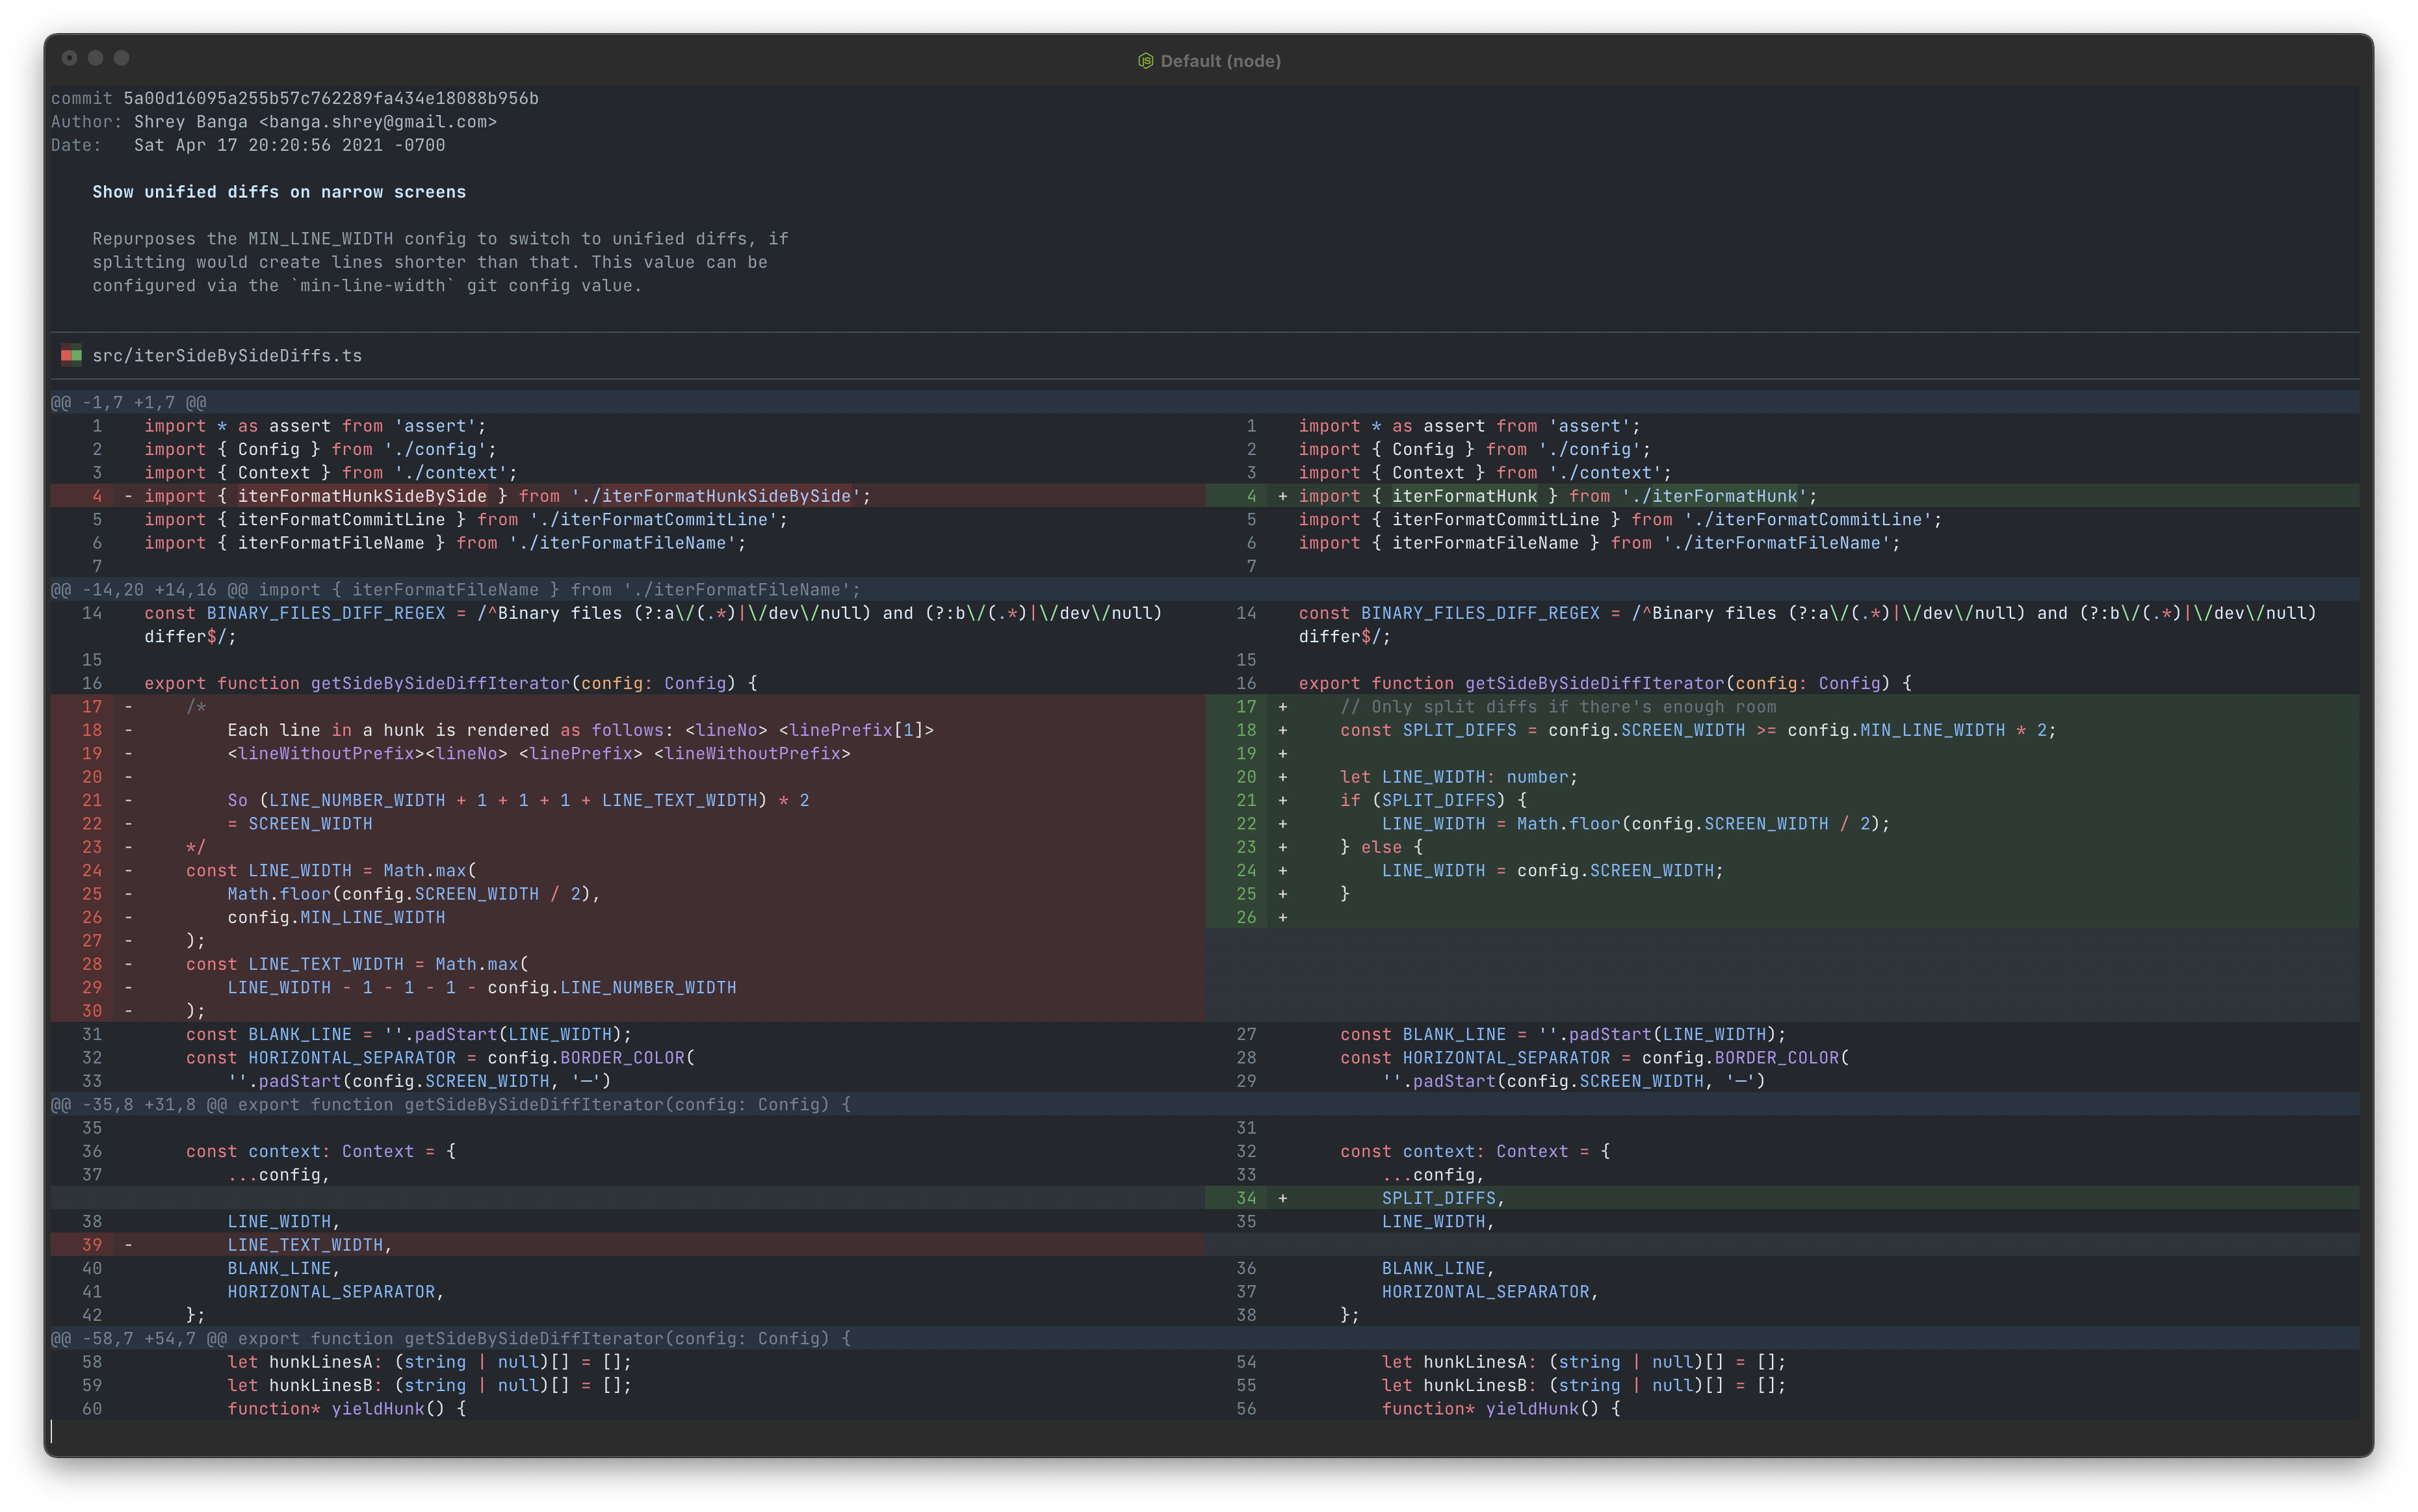 Default (node)
commit 5a00d16095a255b57c762289fa434e18088b956b
Author: Shrey Banga <banga.shrey@gmail.com>
Date:   Sat Apr 17 20:20:56 2021 -0700
Show unified diffs on narrow screens
Repurposes the MIN_LINE_WIDTH config to switch to unified diffs, if
splitting would create lines shorter than that. This value can be
configured via the `min-line-width` git config value.
src/iterSideBySideDiffs.ts
@@ -1,7 +1,7 @@
1 import * as assert from 'assert'; 1 import * as assert from 'assert';
2 import { Config } from './config'; 2 import { Config } from './config';
3 import { Context } from './context'; 3 import { Context } from './context';
4 - import { iterFormatHunkSideBySide } from './iterFormatHunkSideBySide'; 4 + import { iterFormatHunk } from './iterFormatHunk';
5 import { iterFormatCommitLine } from './iterFormatCommitLine'; 5 import { iterFormatCommitLine } from './iterFormatCommitLine';
6 import { iterFormatFileName } from './iterFormatFileName'; 6 import { iterFormatFileName } from './iterFormatFileName';
7 7
@@ -14,20 +14,16 @@ import { iterFormatFileName } from './iterFormatFileName';
14 const BINARY_FILES_DIFF_REGEX = /^Binary files (?:a\/(.*)|\/dev\/null) and (?:b\/(.*)|\/dev\/null) 14 const BINARY_FILES_DIFF_REGEX = /^Binary files (?:a\/(.*)|\/dev\/null) and (?:b\/(.*)|\/dev\/null)
differ$/; differ$/;
15 15
16 export function getSideBySideDiffIterator(config: Config) { 16 export function getSideBySideDiffIterator(config: Config) {
17 - /* 17 + // Only split diffs if there's enough room
18 - Each line in a hunk is rendered as follows: <lineNo> <linePrefix[1]> 18 + const SPLIT_DIFFS = config.SCREEN_WIDTH >= config.MIN_LINE_WIDTH * 2;
19 - <lineWithoutPrefix><lineNo> <linePrefix> <lineWithoutPrefix> 19 +
20 - 20 + let LINE_WIDTH: number;
21 - So (LINE_NUMBER_WIDTH + 1 + 1 + 1 + LINE_TEXT_WIDTH) * 2 21 + if (SPLIT_DIFFS) {
22 - = SCREEN_WIDTH 22 + LINE_WIDTH = Math.floor(config.SCREEN_WIDTH / 2);
23 - */ 23 + } else {
24 - const LINE_WIDTH = Math.max( 24 + LINE_WIDTH = config.SCREEN_WIDTH;
25 - Math.floor(config.SCREEN_WIDTH / 2), 25 + }
26 - config.MIN_LINE_WIDTH 26 +
27 - );
28 - const LINE_TEXT_WIDTH = Math.max(
29 - LINE_WIDTH - 1 - 1 - 1 - config.LINE_NUMBER_WIDTH
30 - );
31 const BLANK_LINE = ''.padStart(LINE_WIDTH); 27 const BLANK_LINE = ''.padStart(LINE_WIDTH);
32 const HORIZONTAL_SEPARATOR = config.BORDER_COLOR( 28 const HORIZONTAL_SEPARATOR = config.BORDER_COLOR(
33 ''.padStart(config.SCREEN_WIDTH, '─') 29 ''.padStart(config.SCREEN_WIDTH, '─')
@@ -35,8 +31,8 @@ export function getSideBySideDiffIterator(config: Config) {
35 31
36 const context: Context = { 32 const context: Context = {
37 ...config, 33 ...config,
34 + SPLIT_DIFFS,
38 LINE_WIDTH, 35 LINE_WIDTH,
39 - LINE_TEXT_WIDTH,
40 BLANK_LINE, 36 BLANK_LINE,
41 HORIZONTAL_SEPARATOR, 37 HORIZONTAL_SEPARATOR,
42 }; 38 };
@@ -58,7 +54,7 @@ export function getSideBySideDiffIterator(config: Config) {
58 let hunkLinesA: (string | null)[] = []; 54 let hunkLinesA: (string | null)[] = [];
59 let hunkLinesB: (string | null)[] = []; 55 let hunkLinesB: (string | null)[] = [];
60 function* yieldHunk() { 56 function* yieldHunk() {